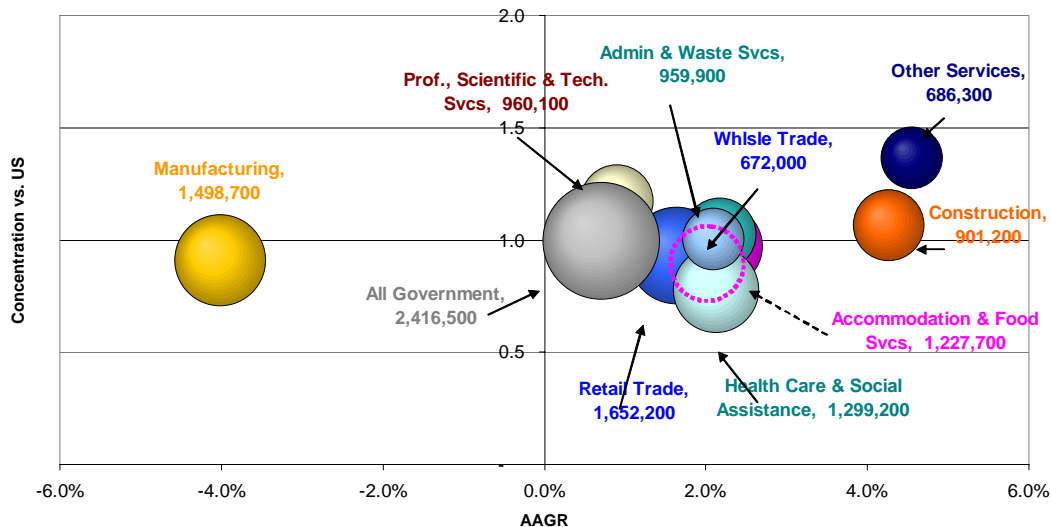 2.0
Admin & Waste Svcs,
959,900
Prof., Scientific & Tech.
Svcs, 960,100
Other Services,
686,300
1.5
Whlsle Trade,
672,000
Manufacturing,
1,498,700
Construction,
901,200
1.0
Concentration vs. US
All Government,
2,416,500
Accommodation & Food
Svcs, 1,227,700
0.5
Retail Trade,
1,652,200
Health Care & Social
Assistance, 1,299,200
-
-6.0% -4.0% -2.0% 0.0% 2.0% 4.0% 6.0%
AAGR